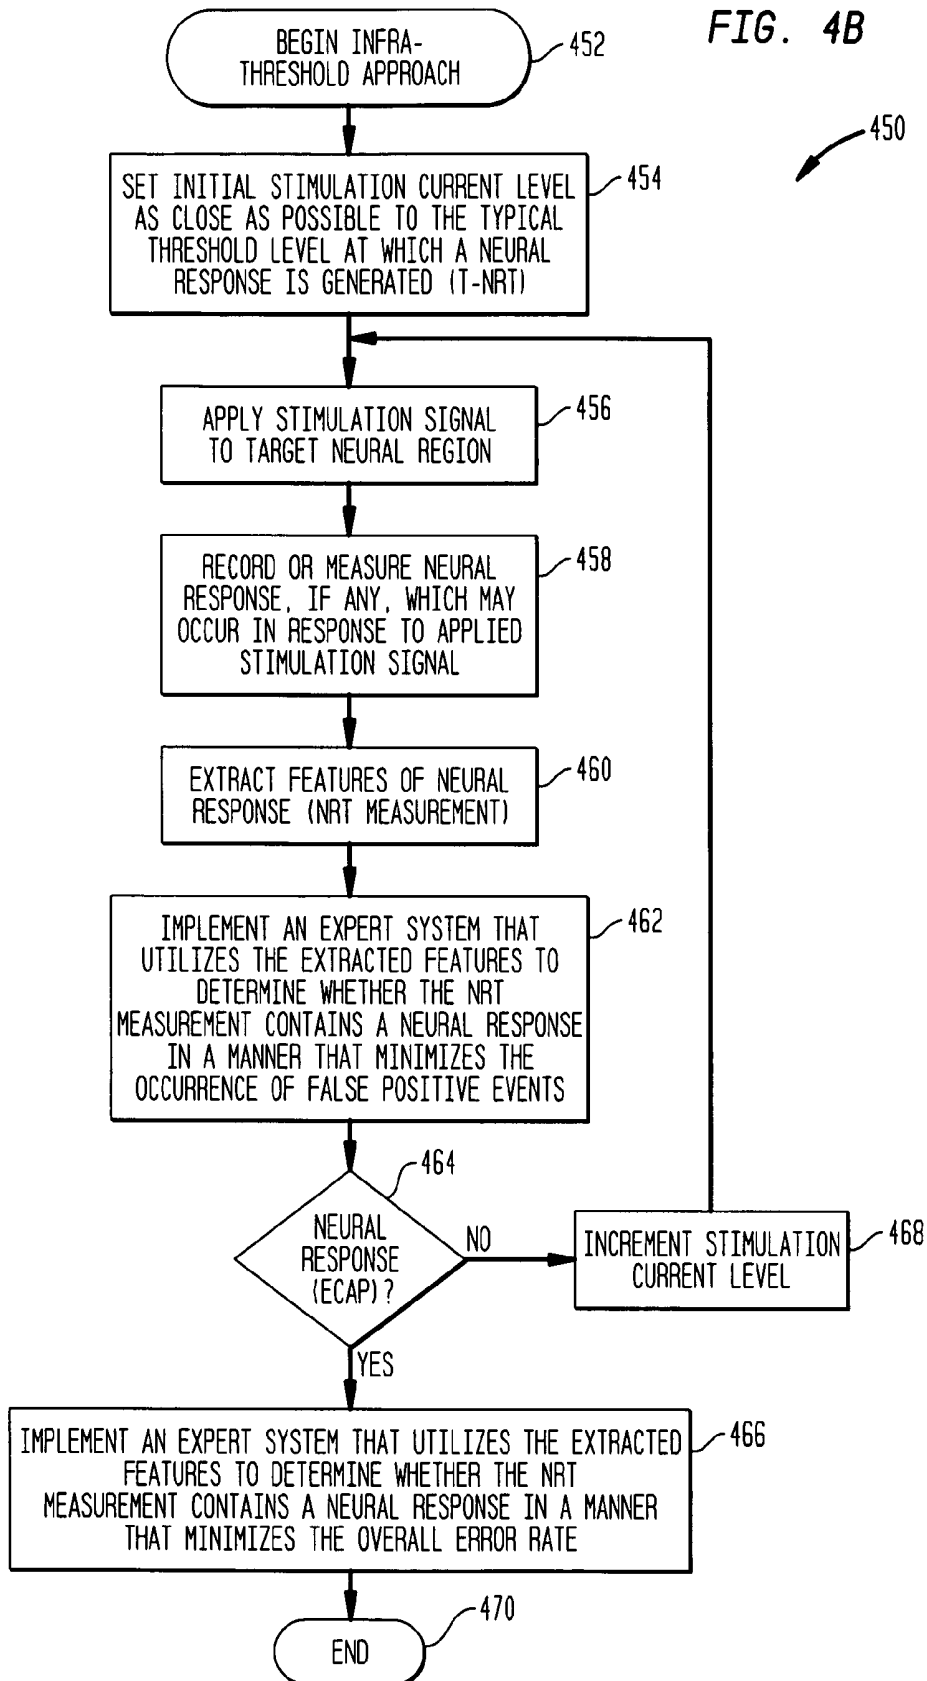 FIG. 4B
BEGIN INFRA-
THRESHOLD APPROACH
452
450
SET INITIAL STIMULATION CURRENT LEVEL
AS CLOSE AS POSSIBLE TO THE TYPICAL
THRESHOLD LEVEL AT WHICH A NEURAL
RESPONSE IS GENERATED (T-NRT)
454
APPLY STIMULATION SIGNAL
TO TARGET NEURAL REGION
456
RECORD OR MEASURE NEURAL
RESPONSE, IF ANY, WHICH MAY
OCCUR IN RESPONSE TO APPLIED
STIMULATION SIGNAL
458
EXTRACT FEATURES OF NEURAL
RESPONSE (NRT MEASUREMENT)
460
IMPLEMENT AN EXPERT SYSTEM THAT
UTILIZES THE EXTRACTED FEATURES TO
DETERMINE WHETHER THE NRT
MEASUREMENT CONTAINS A NEURAL RESPONSE
IN A MANNER THAT MINIMIZES THE
OCCURRENCE OF FALSE POSITIVE EVENTS
462
NEURAL
RESPONSE
(ECAP)?
464
NO
INCREMENT STIMULATION
CURRENT LEVEL
468
YES
IMPLEMENT AN EXPERT SYSTEM THAT UTILIZES THE EXTRACTED
FEATURES TO DETERMINE WHETHER THE NRT
MEASUREMENT CONTAINS A NEURAL RESPONSE IN A MANNER
THAT MINIMIZES THE OVERALL ERROR RATE
466
END
470